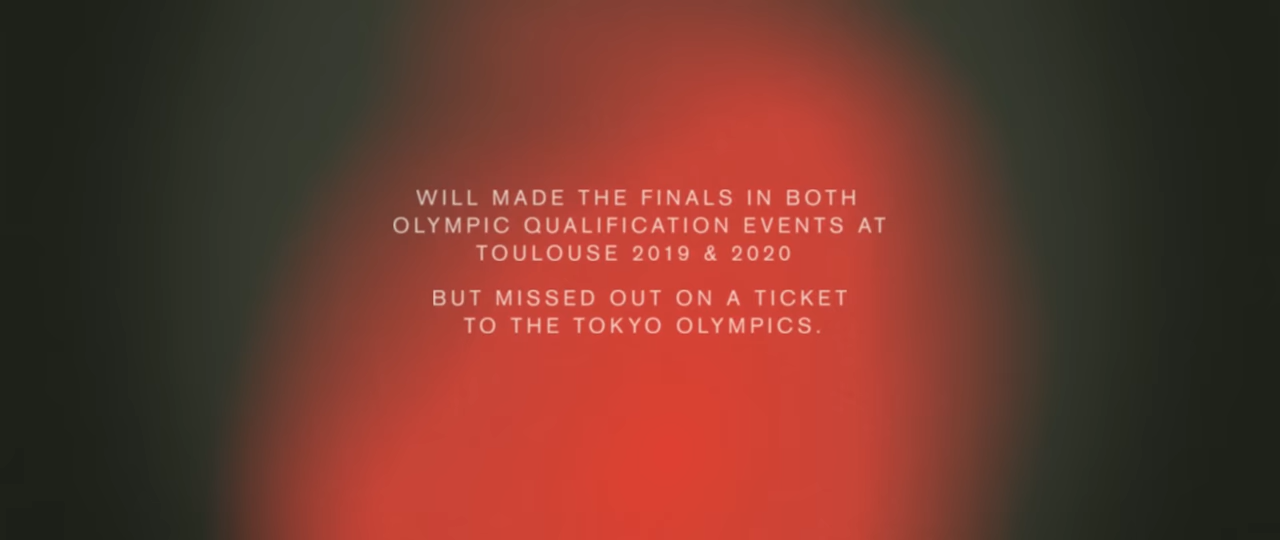 WILL MADE THE FINALS IN BOTH
OLYMPIC QUALIFICATION EVENTS AT
TOULOUSE 2019 & 2020
BUT MISSED OUT ON A TICKET
TO THE TOKYO OLYMPICS.